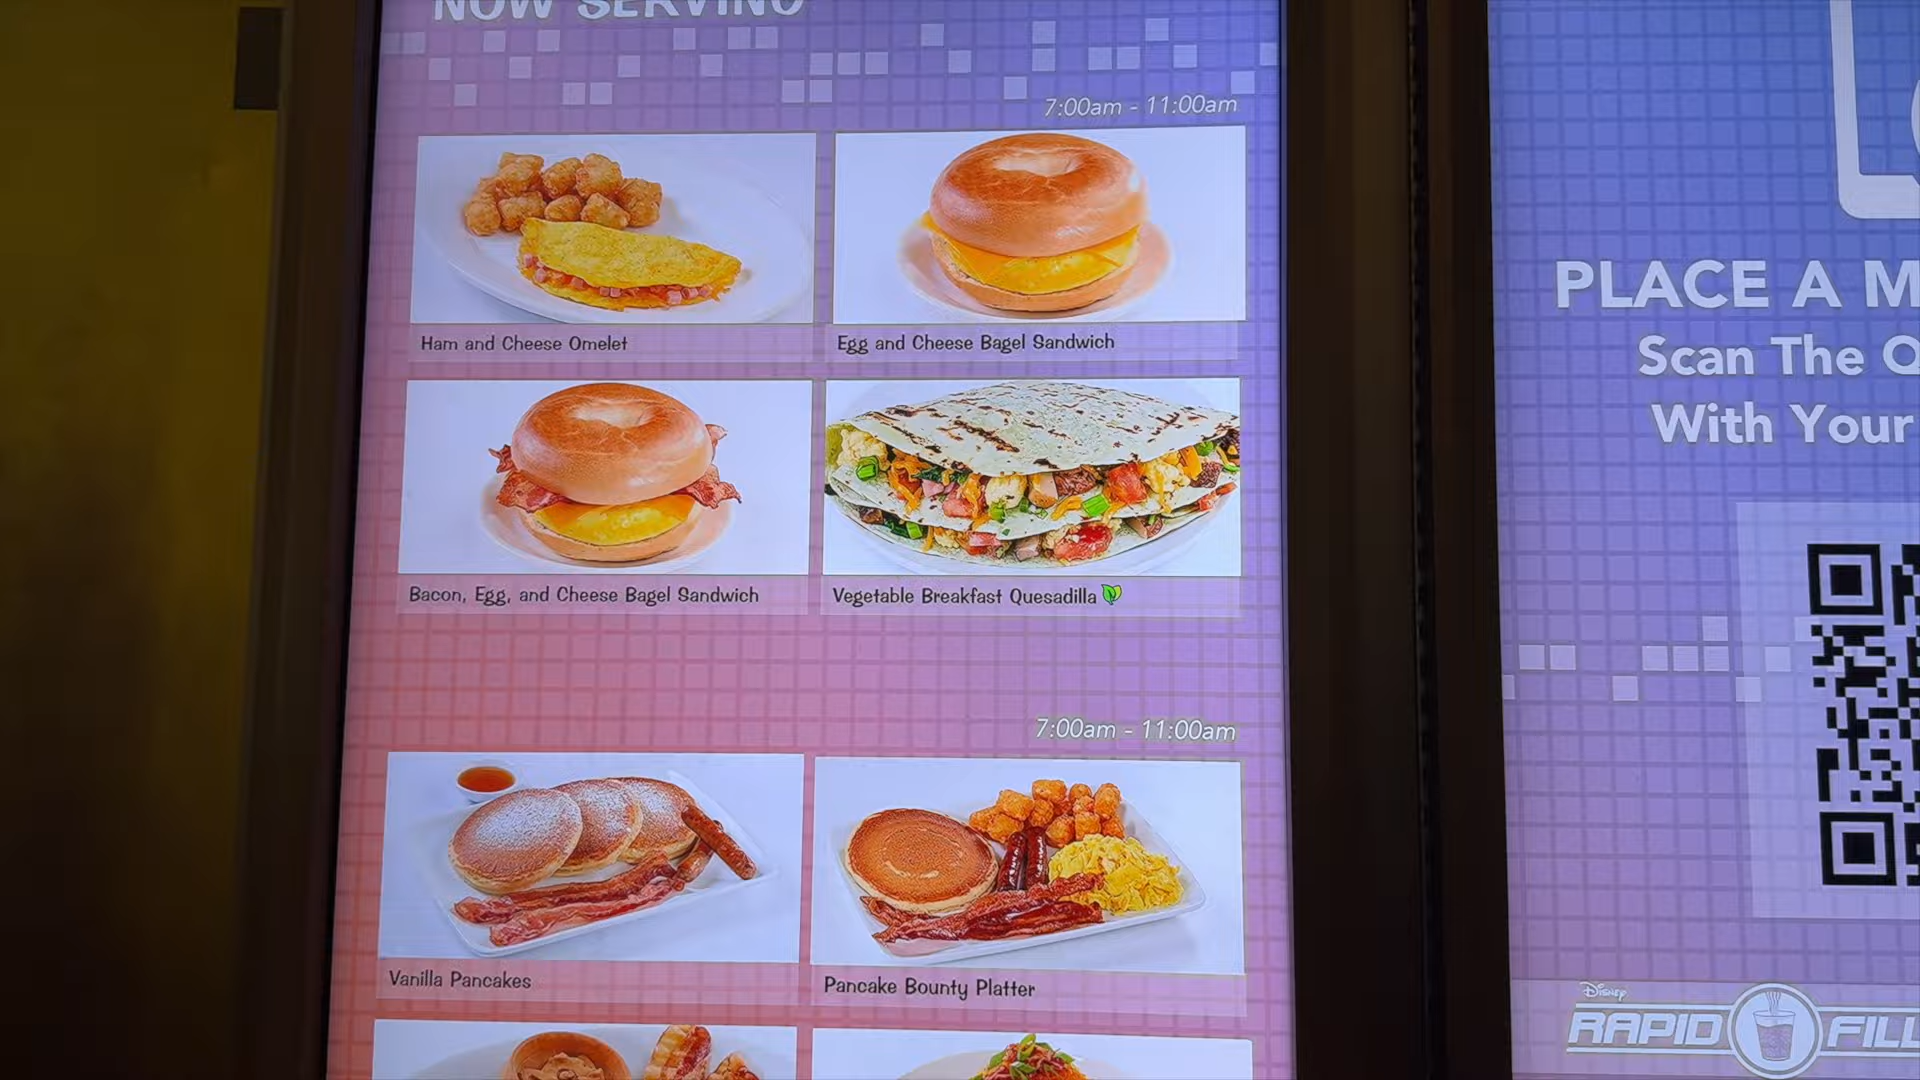 NOW SERVING
7:00am - 11:00am
Ham and Cheese Omelet
Egg and Cheese Bagel Sandwich
Bacon, Egg, and Cheese Bagel Sandwich
Vegetable Breakfast Quesadilla
7:00am - 11:00am
Vanilla Pancakes
Pancake Bounty Platter
PLACE A M
Scan The Q
With Your
Disney
RAPID FILL